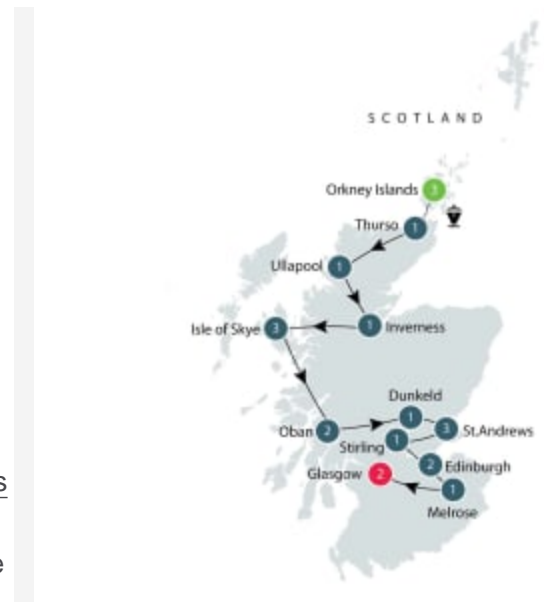 SCOTLAND
Orkney Islands 3
Thurso 1
Ullapool 1
Isle of Skye 3
1 Inverness
Dunkeld
1
Oban 2
3 St.Andrews
Stirling 1
2 Edinburgh
Glasgow 2
1
Melrose
s
e